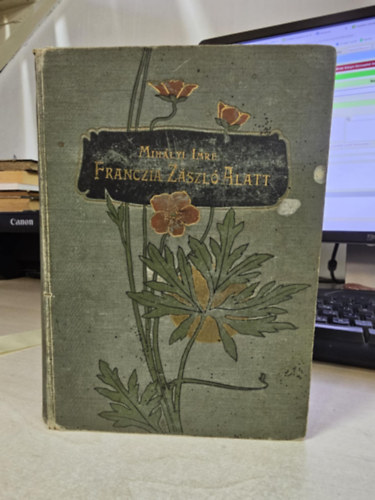 MIHÁLYI IMRE
FRANCZIA ZÁSZLÓ ALATT
Canon